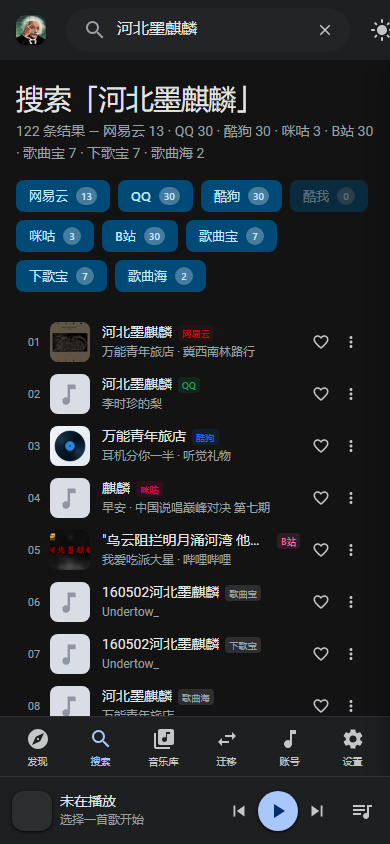 河北墨麒麟
搜索「河北墨麒麟」
122 条结果 — 网易云 13 · QQ 30 · 酷狗 30 · 咪咕 3 · B站 30
· 歌曲宝 7 · 下歌宝 7 · 歌曲海 2
网易云 13 QQ 30 酷狗 30 酷我 0
咪咕 3 B站 30 歌曲宝 7
下歌宝 7 歌曲海 2
01 河北墨麒麟 网易云
万能青年旅店 · 冀西南林路行
02 河北墨麒麟 QQ
李时珍的梨
03 万能青年旅店 酷狗
耳机分你一半 · 听觉礼物
04 麒麟 咪咕
早安 · 中国说唱巅峰对决 第七期
05 "乌云阻拦明月涌河湾 他... B站
我爱吃派大星 · 哔哩哔哩
06 160502河北墨麒麟 歌曲宝
Undertow_
07 160502河北墨麒麟 下歌宝
Undertow_
08 河北墨麒麟 歌曲海
万能青年旅店
发现 搜索 音乐库 迁移 账号 设置
未在播放
选择一首歌开始